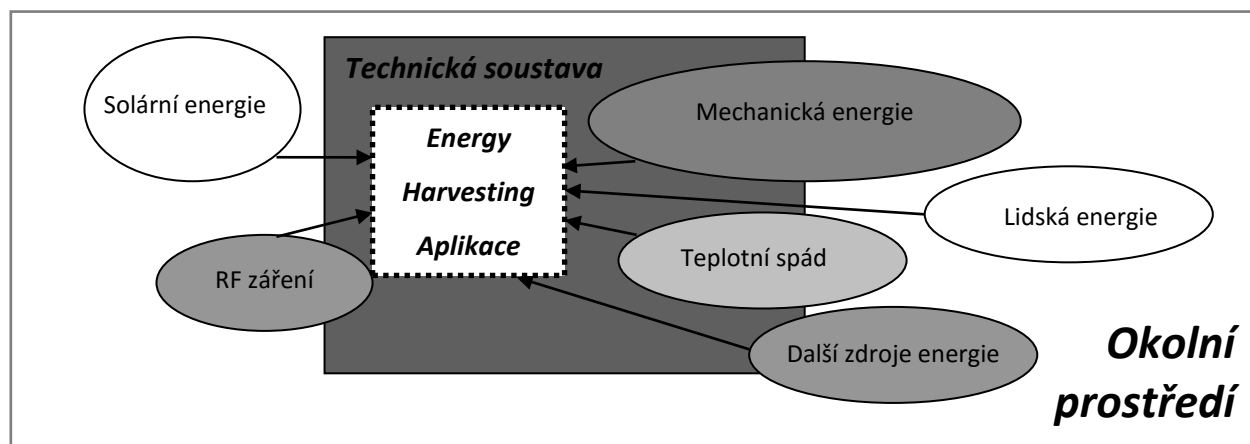 Technická soustava
Solární energie
Mechanická energie
Energy
Harvesting
Aplikace
Lidská energie
Teplotní spád
RF záření
Další zdroje energie
Okolní
prostředí